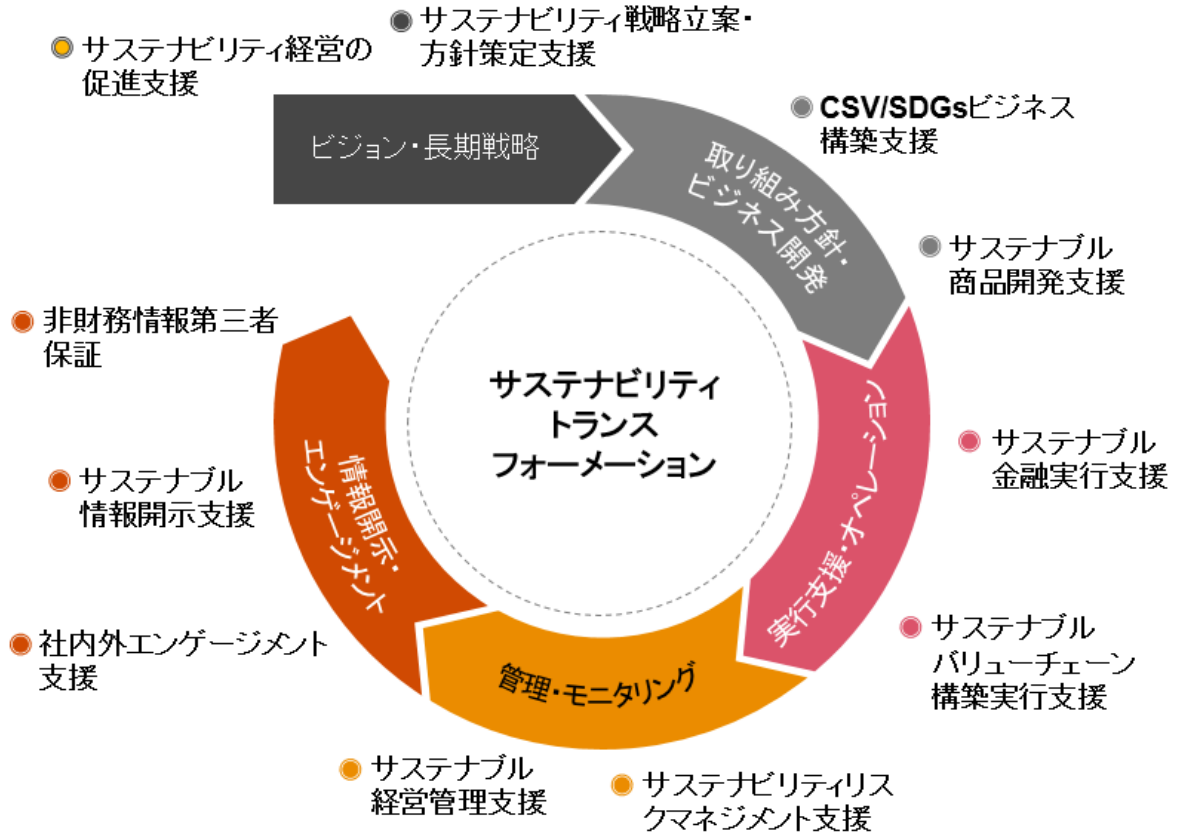 サステナビリティ経営の
促進支援
サステナビリティ戦略立案・
方針策定支援
ビジョン・長期戦略
CSV/SDGsビジネス
構築支援
取り組み方針・
ビジネス開発
サステナブル
商品開発支援
実行支援・オペレーション
サステナブル
金融実行支援
サステナブル
バリューチェーン
構築実行支援
管理・モニタリング
サステナビリティリス
クマネジメント支援
サステナブル
経営管理支援
情報開示・
エンゲージメント
社内外エンゲージメント
支援
サステナブル
情報開示支援
非財務情報第三者
保証
サステナビリティ
トランス
フォーメーション